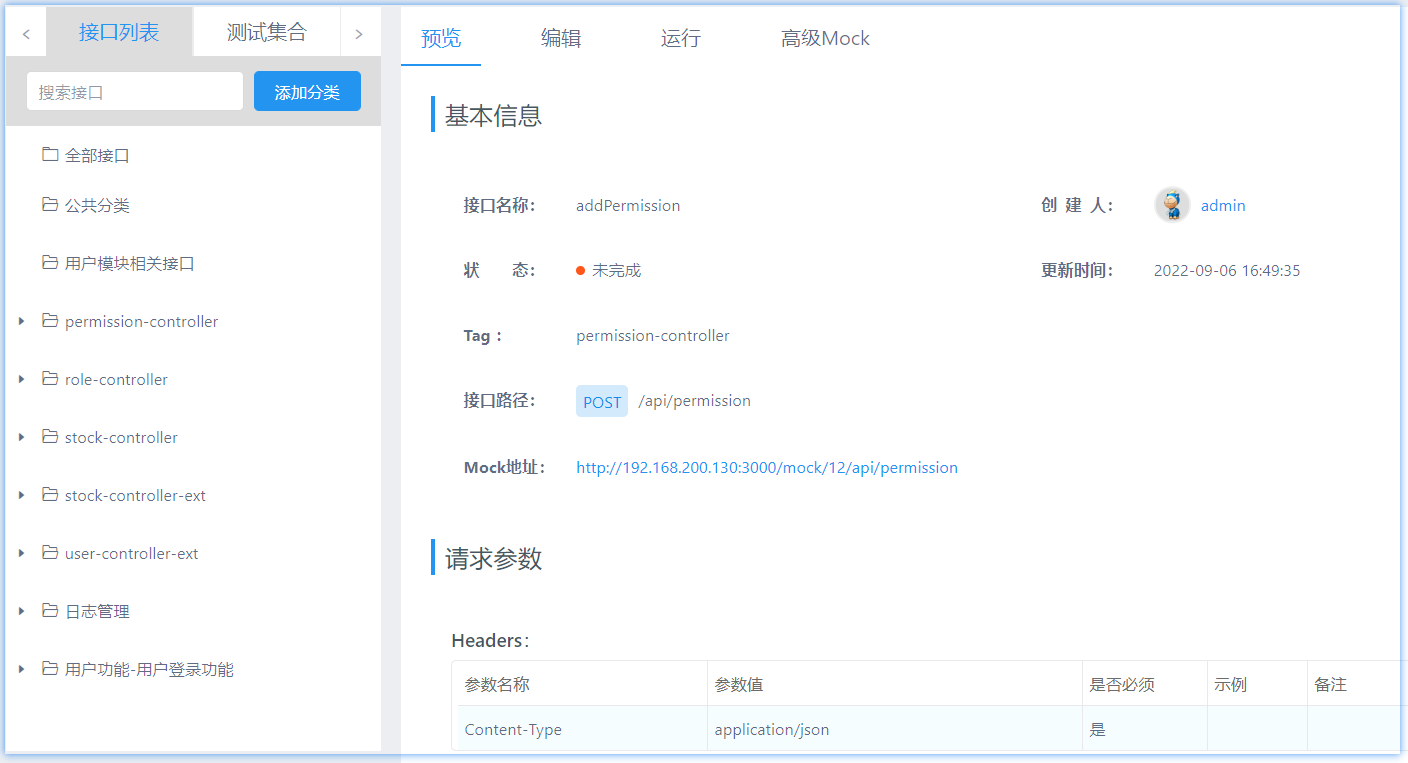 接口列表 测试集合
搜索接口 添加分类
全部接口
公共分类
用户模块相关接口
permission-controller
role-controller
stock-controller
stock-controller-ext
user-controller-ext
日志管理
用户功能-用户登录功能
预览 编辑 运行 高级Mock
基本信息
接口名称： addPermission 创 建 人： admin
状 态： 未完成 更新时间： 2022-09-06 16:49:35
Tag ： permission-controller
接口路径： POST /api/permission
Mock地址： http://192.168.200.130:3000/mock/12/api/permission
请求参数
Headers：
参数名称 参数值 是否必须 示例 备注
Content-Type application/json 是